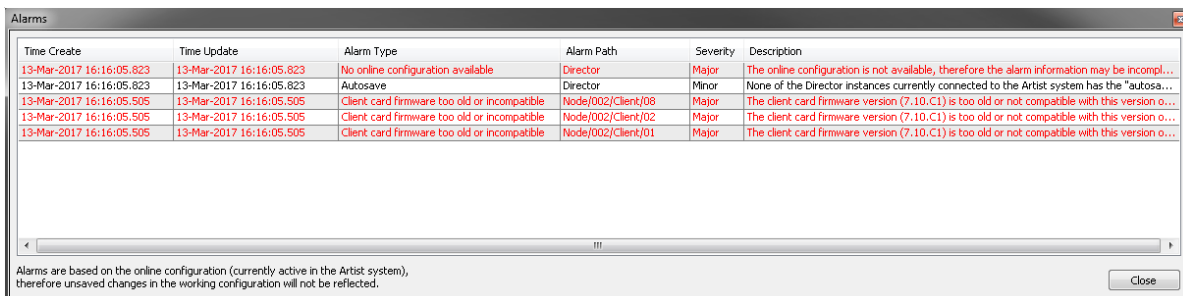 Alarms
Time Create Time Update Alarm Type Alarm Path Severity Description
13-Mar-2017 16:16:05.823 13-Mar-2017 16:16:05.823 No online configuration available Director Major The online configuration is not available, therefore the alarm information may be incompl...
13-Mar-2017 16:16:05.823 13-Mar-2017 16:16:05.823 Autosave Director Minor None of the Director instances currently connected to the Artist system has the "autosa...
13-Mar-2017 16:16:05.505 13-Mar-2017 16:16:05.505 Client card firmware too old or incompatible Node/002/Client/08 Major The client card firmware version (7.10.C1) is too old or not compatible with this version o...
13-Mar-2017 16:16:05.505 13-Mar-2017 16:16:05.505 Client card firmware too old or incompatible Node/002/Client/02 Major The client card firmware version (7.10.C1) is too old or not compatible with this version o...
13-Mar-2017 16:16:05.505 13-Mar-2017 16:16:05.505 Client card firmware too old or incompatible Node/002/Client/01 Major The client card firmware version (7.10.C1) is too old or not compatible with this version o...
Alarms are based on the online configuration (currently active in the Artist system),
therefore unsaved changes in the working configuration will not be reflected.
Close